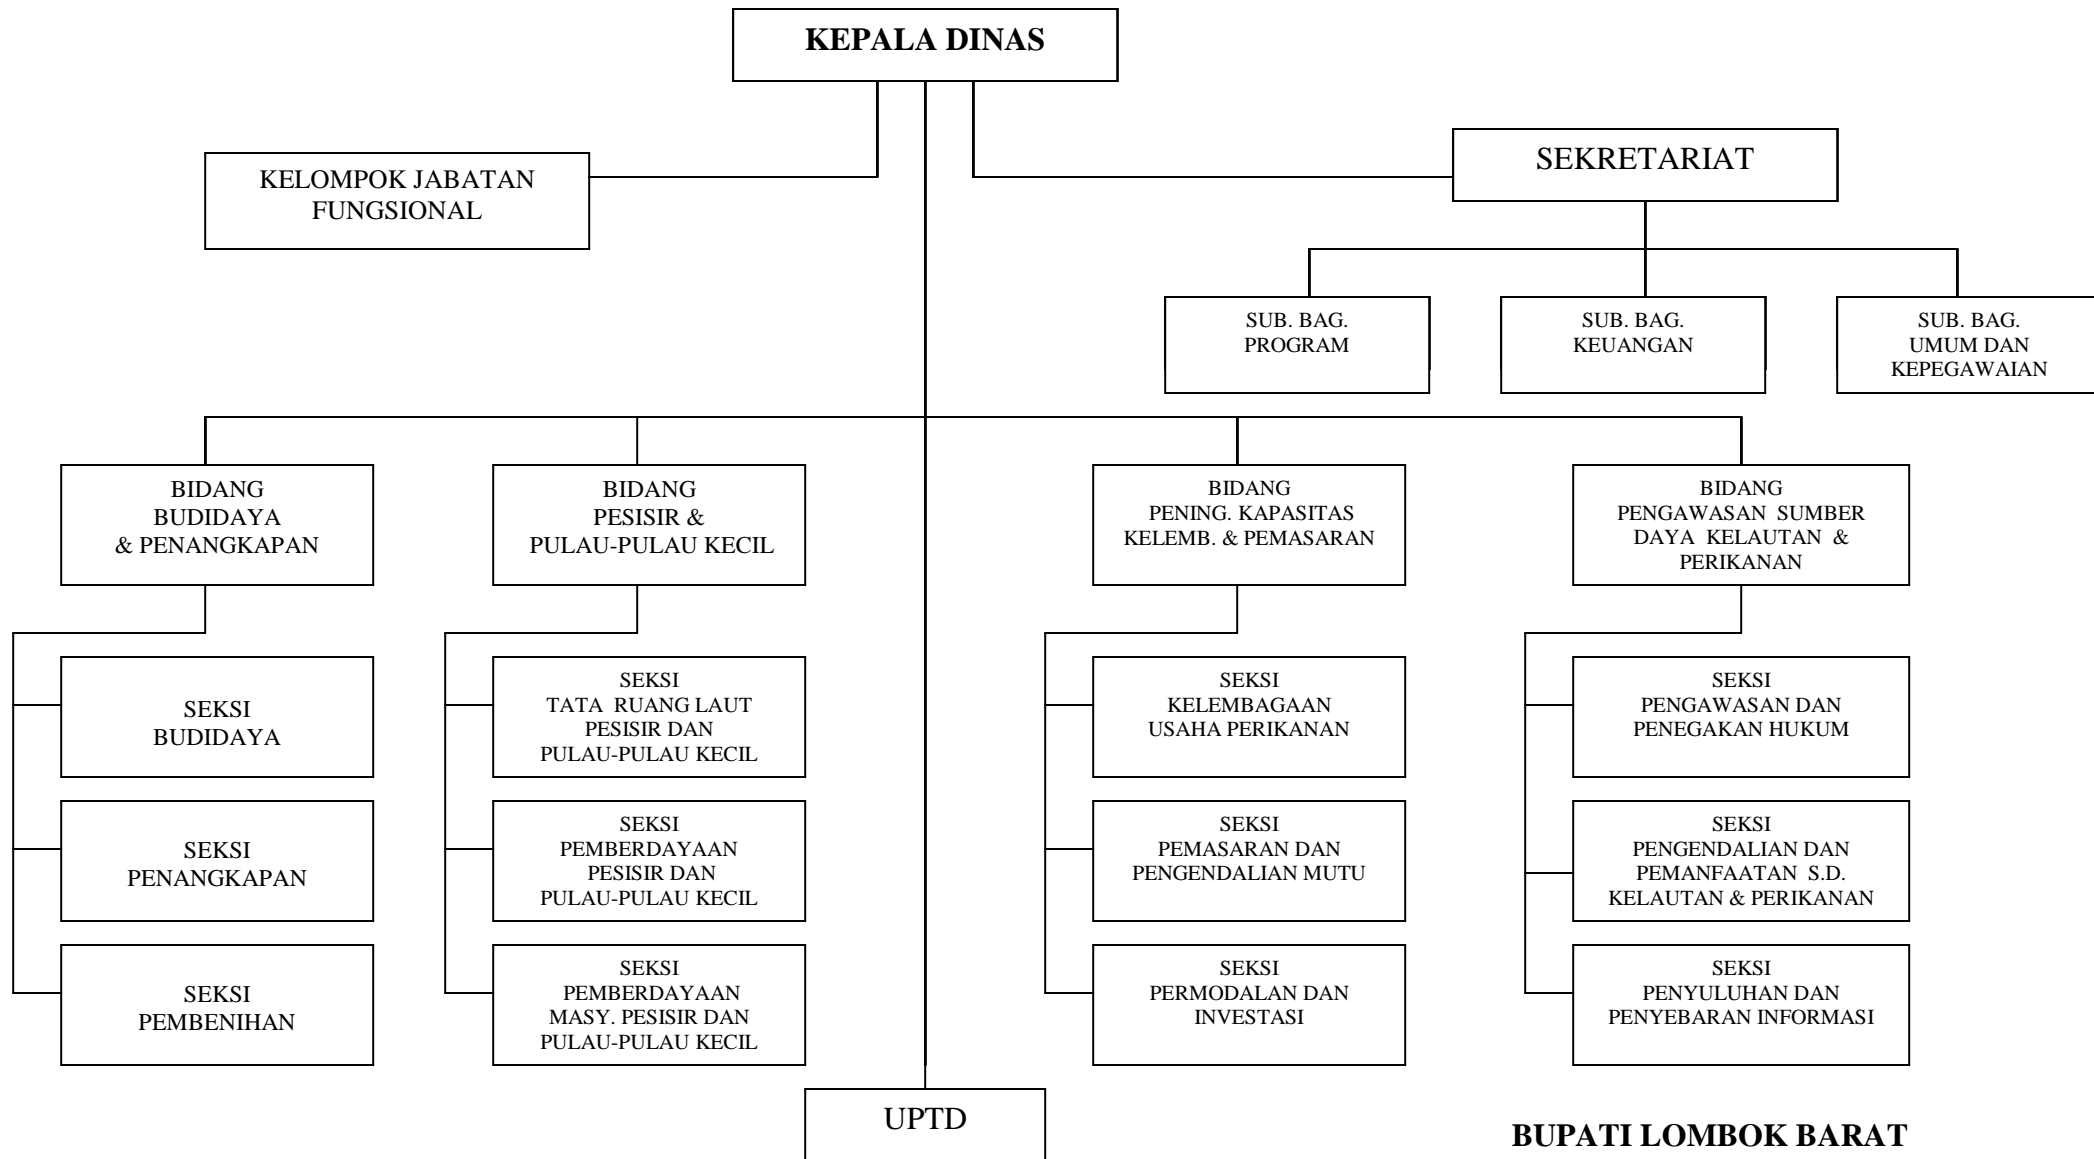 KEPALA DINAS
SEKRETARIAT
KELOMPOK JABATAN
FUNGSIONAL
SUB. BAG.
PROGRAM
SUB. BAG.
KEUANGAN
SUB. BAG.
UMUM DAN
KEPEGAWAIAN
BIDANG
BUDIDAYA
& PENANGKAPAN
BIDANG
PESISIR &
PULAU-PULAU KECIL
BIDANG
PENING. KAPASITAS
KELEMB. & PEMASARAN
BIDANG
PENGAWASAN SUMBER
DAYA KELAUTAN &
PERIKANAN
SEKSI
BUDIDAYA
SEKSI
TATA RUANG LAUT
PESISIR DAN
PULAU-PULAU KECIL
SEKSI
KELEMBAGAAN
USAHA PERIKANAN
SEKSI
PENGAWASAN DAN
PENEGAKAN HUKUM
SEKSI
PENANGKAPAN
SEKSI
PEMBERDAYAAN
PESISIR DAN
PULAU-PULAU KECIL
SEKSI
PEMASARAN DAN
PENGENDALIAN MUTU
SEKSI
PENGENDALIAN DAN
PEMANFAATAN S.D.
KELAUTAN & PERIKANAN
SEKSI
PEMBENIHAN
SEKSI
PEMBERDAYAAN
MASY. PESISIR DAN
PULAU-PULAU KECIL
SEKSI
PERMODALAN DAN
INVESTASI
SEKSI
PENYULUHAN DAN
PENYEBARAN INFORMASI
UPTD
BUPATI LOMBOK BARAT